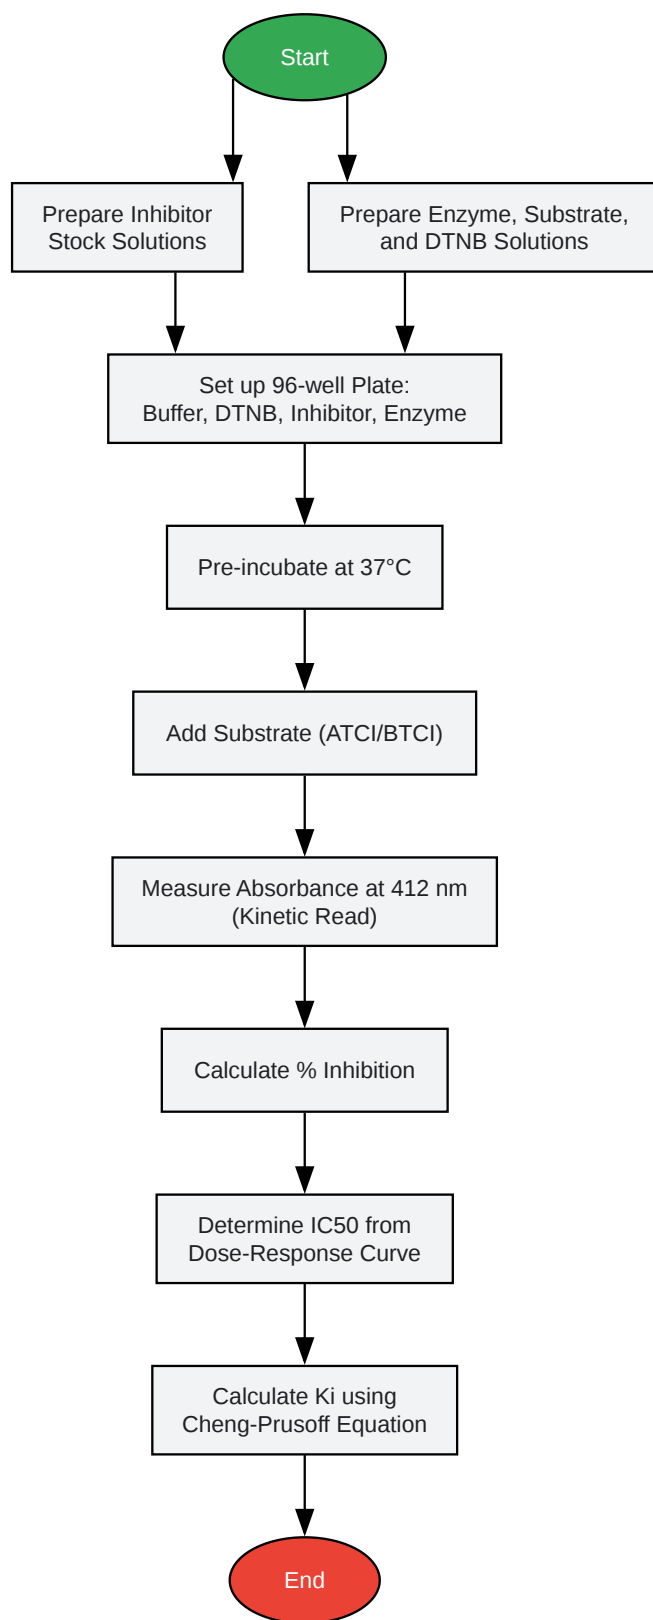 Start
Prepare Inhibitor
Stock Solutions
Prepare Enzyme, Substrate,
and DTNB Solutions
Set up 96-well Plate:
Buffer, DTNB, Inhibitor, Enzyme
Pre-incubate at 37°C
Add Substrate (ATCI/BTCI)
Measure Absorbance at 412 nm
(Kinetic Read)
Calculate % Inhibition
Determine IC50 from
Dose-Response Curve
Calculate Ki using
Cheng-Prusoff Equation
End